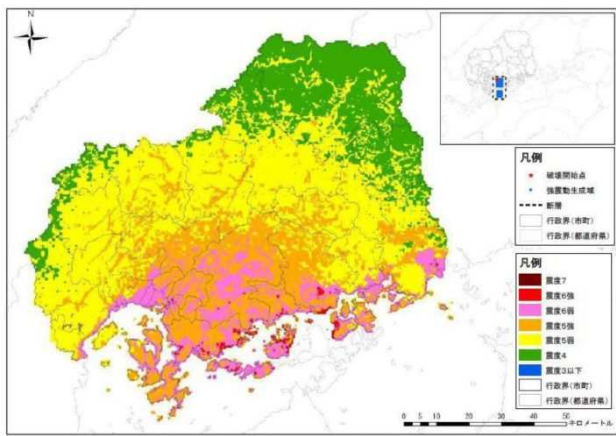 N
凡例
破壊開始点
強震動生成域
断層
行政界(市町)
行政界(都道府県)
凡例
震度7
震度6強
震度6弱
震度5強
震度5弱
震度4
震度3以下
行政界(市町)
行政界(都道府県)
0 5 10 20 30 40 50
キロメートル